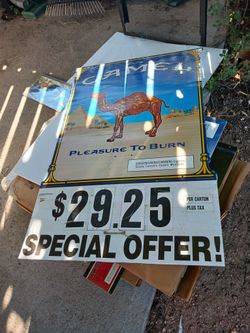 CAMEL
PLEASURE TO BURN
$29.25
PER CARTON
PLUS TAX
SPECIAL OFFER!